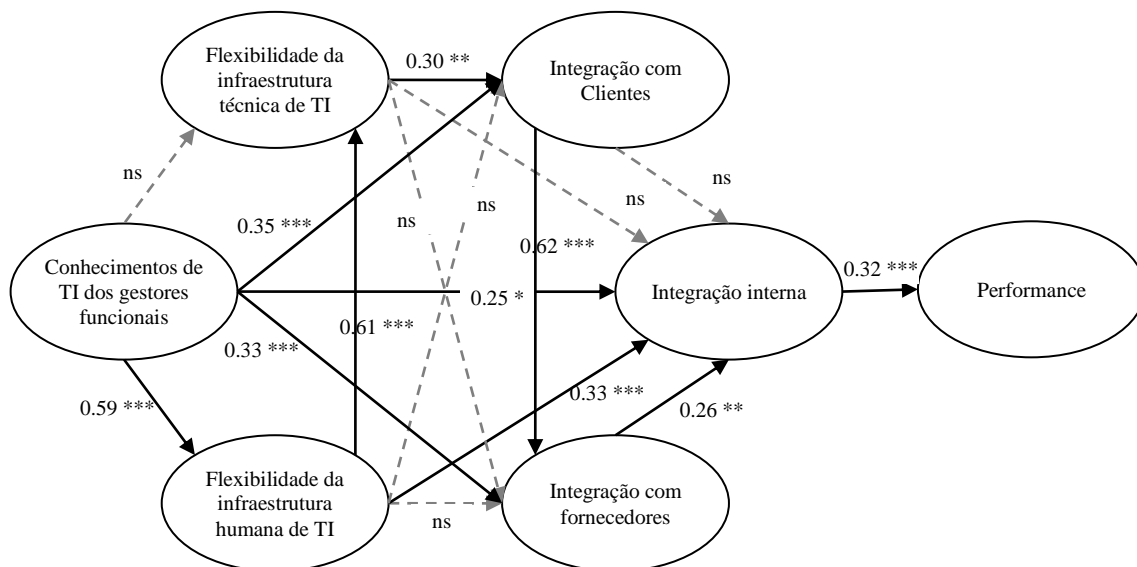 Flexibilidade da
infraestrutura
técnica de TI
0.30 **
Integração com
Clientes
ns
0.35 ***
ns
ns
ns
ns
0.62 ***
Conhecimentos de
TI dos gestores
funcionais
0.25 *
Integração interna
0.32 ***
Performance
0.61 ***
0.33 ***
0.59 ***
0.33 ***
0.26 **
Flexibilidade da
infraestrutura
humana de TI
ns
Integração com
fornecedores